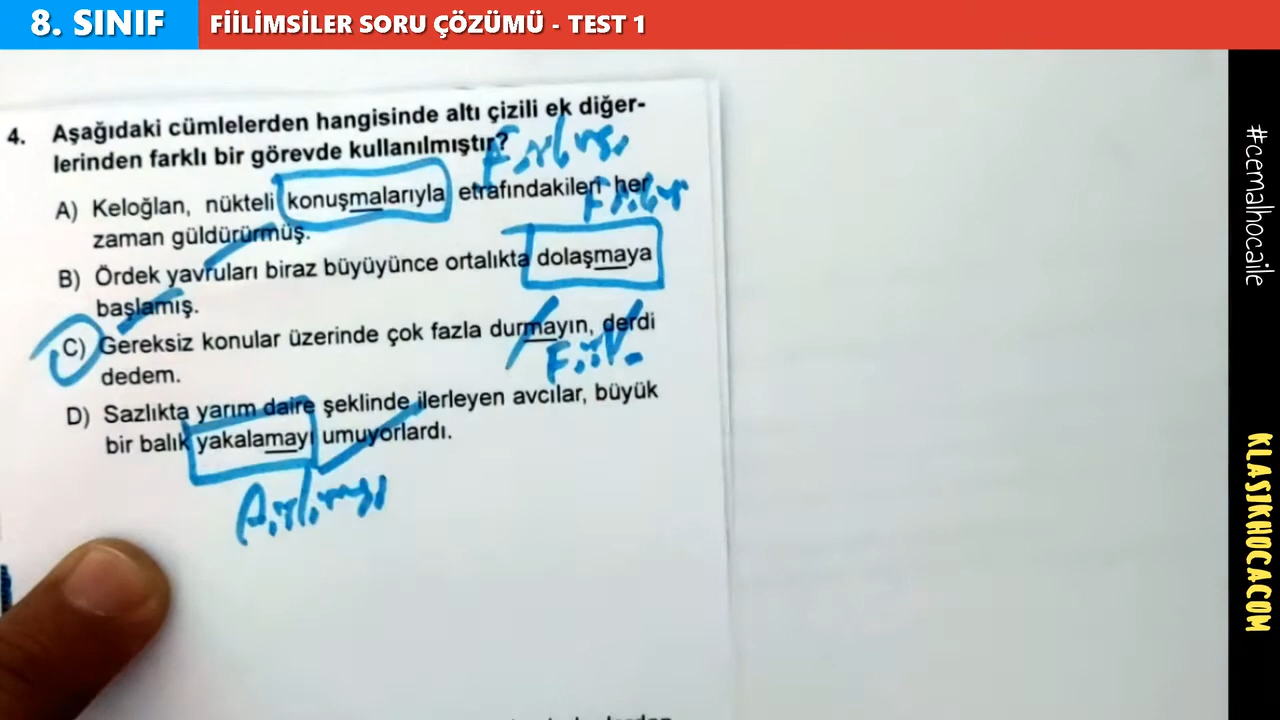 8. SINIF
FİİLİMSİLER SORU ÇÖZÜMÜ - TEST 1
4. Aşağıdaki cümlelerden hangisinde altı çizili ek diğer-
lerinden farklı bir görevde kullanılmıştır?
A) Keloğlan, nükteli konuşmalarıyla etrafındakileri her
zaman güldürürmüş.
B) Ördek yavruları biraz büyüyünce ortalıkta dolaşmaya
başlamış.
C) Gereksiz konular üzerinde çok fazla durmayın, derdi
dedem.
D) Sazlıkta yarım daire şeklinde ilerleyen avcılar, büyük
bir balık yakalamayı umuyorlardı.
#cemalhocaile
KLASIKHOCACOM